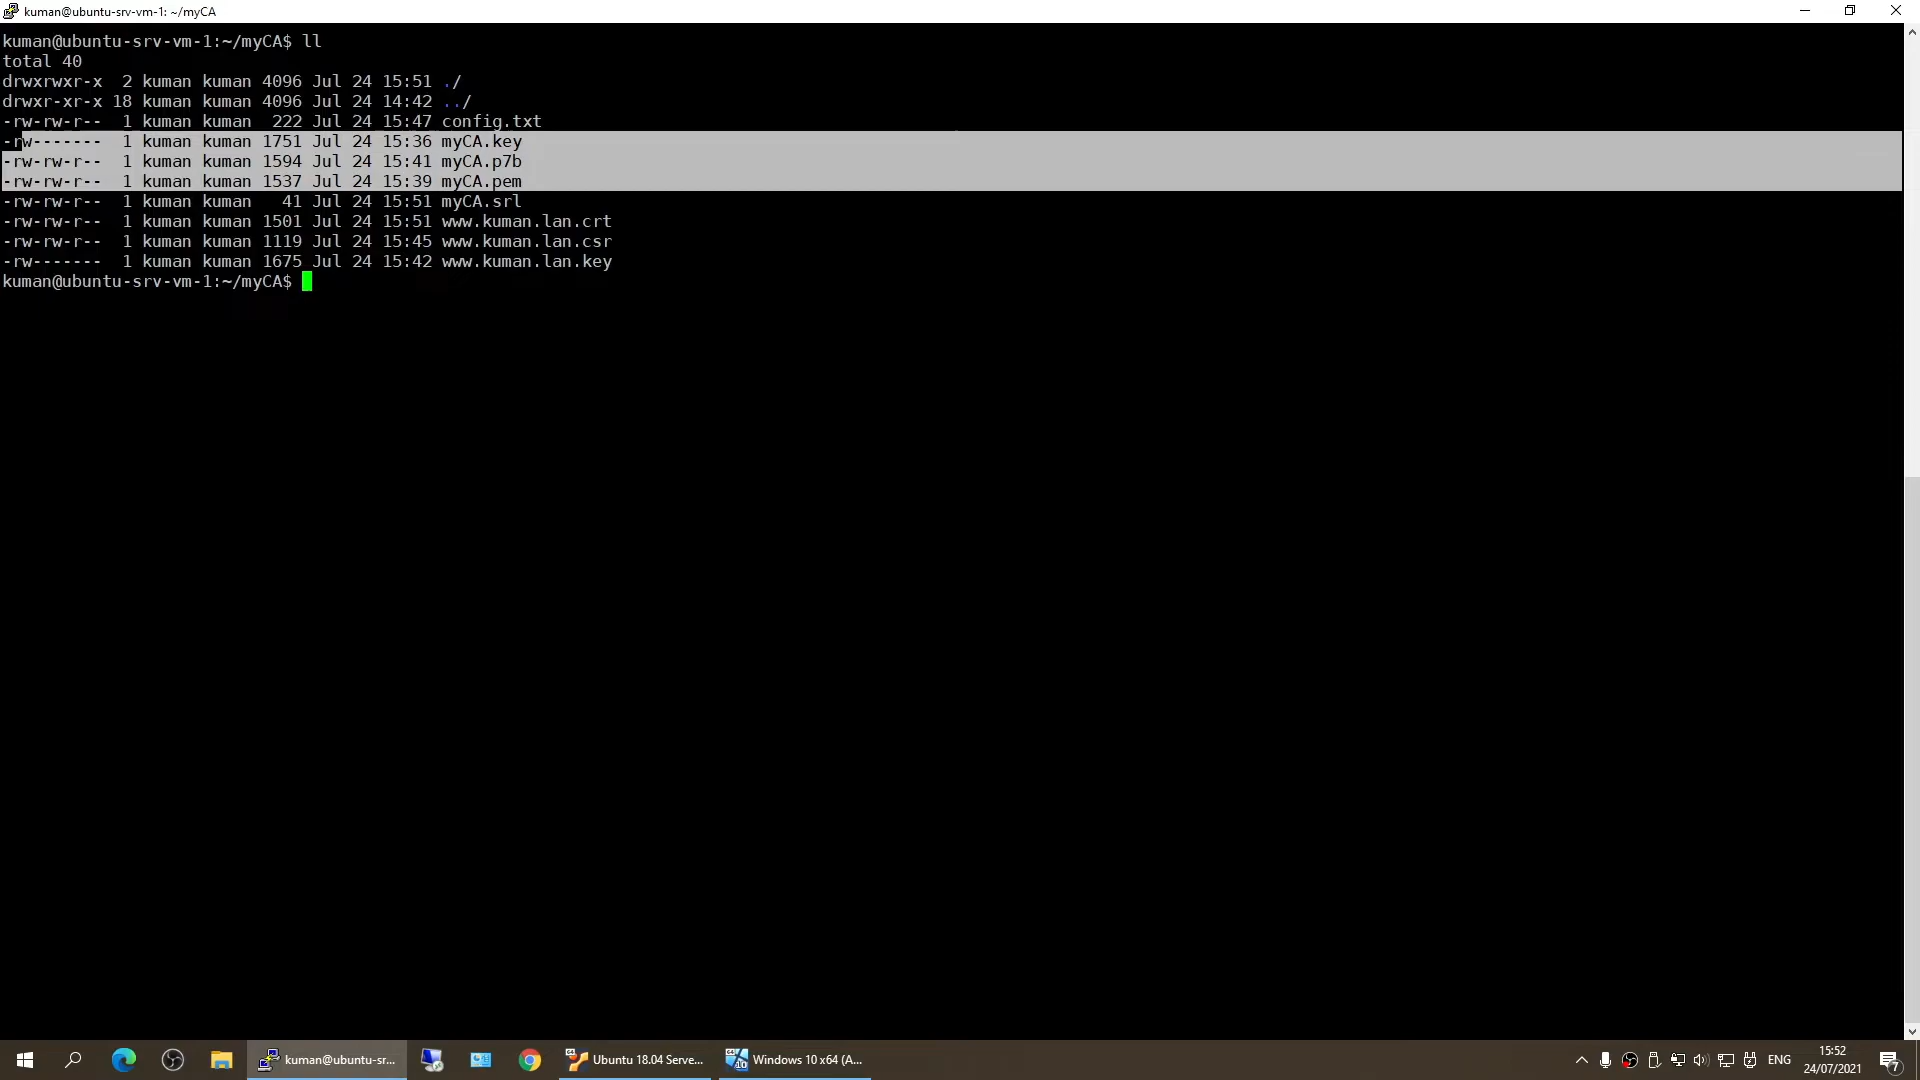 kuman@ubuntu-srv-vm-1: ~/myCA
kuman@ubuntu-srv-vm-1:~/myCA$ ll
total 40
drwxrwxr-x  2 kuman kuman 4096 Jul 24 15:51 ./
drwxr-xr-x 18 kuman kuman 4096 Jul 24 14:42 ../
-rw-rw-r--  1 kuman kuman  222 Jul 24 15:47 config.txt
-rw-------  1 kuman kuman 1751 Jul 24 15:36 myCA.key
-rw-rw-r--  1 kuman kuman 1594 Jul 24 15:41 myCA.p7b
-rw-rw-r--  1 kuman kuman 1537 Jul 24 15:39 myCA.pem
-rw-rw-r--  1 kuman kuman   41 Jul 24 15:51 myCA.srl
-rw-rw-r--  1 kuman kuman 1501 Jul 24 15:51 www.kuman.lan.crt
-rw-rw-r--  1 kuman kuman 1119 Jul 24 15:45 www.kuman.lan.csr
-rw-------  1 kuman kuman 1675 Jul 24 15:42 www.kuman.lan.key
kuman@ubuntu-srv-vm-1:~/myCA$
kuman@ubuntu-sr...
Ubuntu 18.04 Serve...
Windows 10 x64 (A...
ENG
15:52
24/07/2021
7